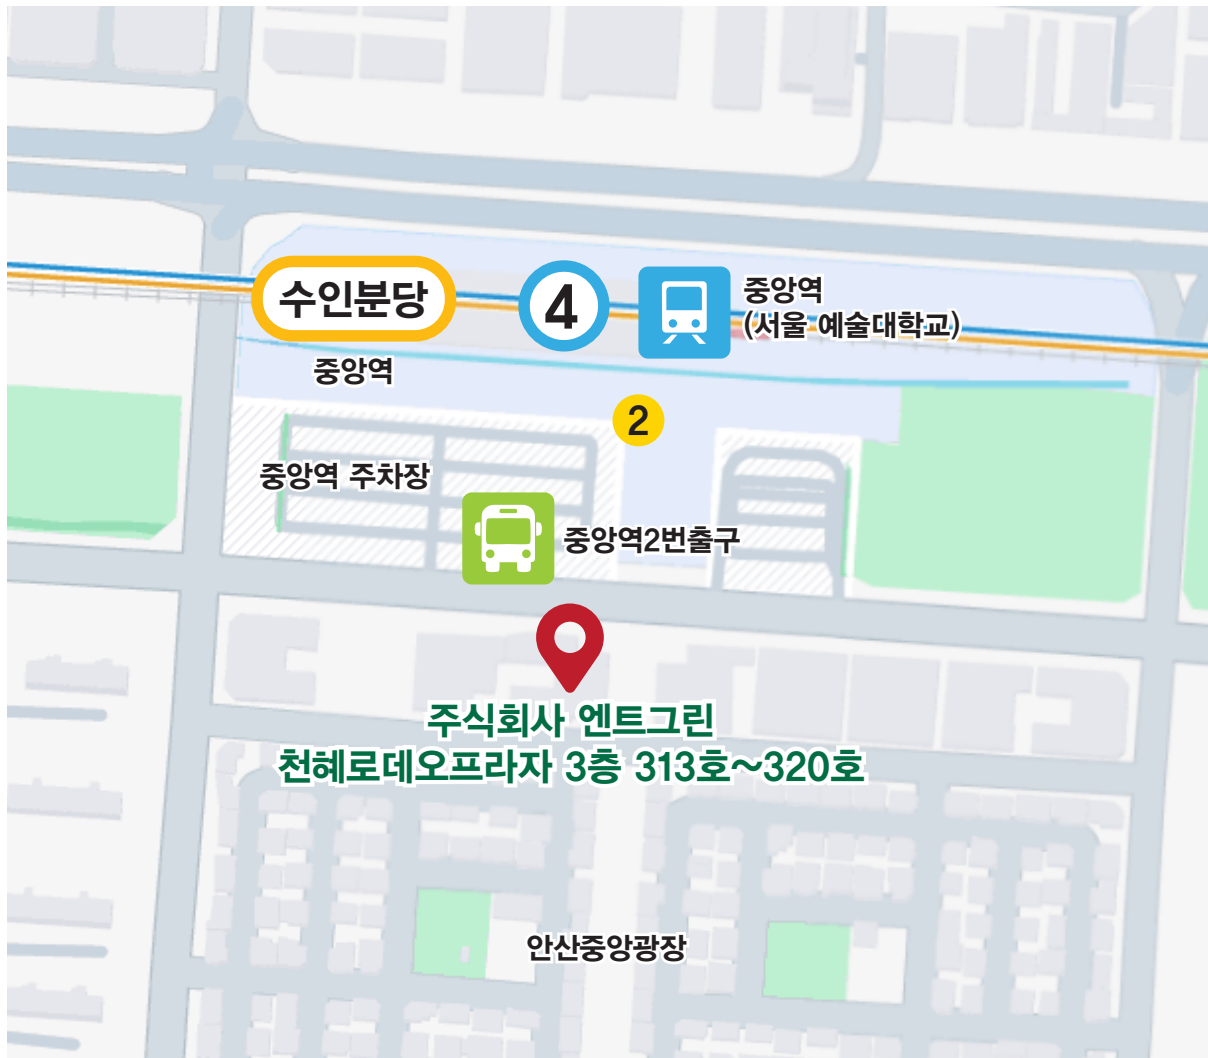 수인분당
4
중앙역
(서울 예술대학교)
중앙역
2
중앙역 주차장
중앙역2번출구
주식회사 엔트그린
천혜로데오프라자 3층 313호~320호
안산중앙광장